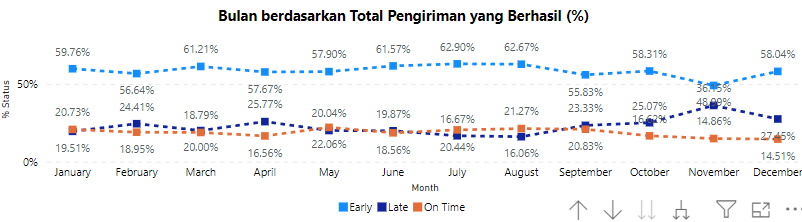 Bulan berdasarkan Total Pengiriman yang Berhasil (%)
% Status
50%
0%
59.76% 61.21% 57.90% 61.57% 62.90% 62.67% 58.31% 58.04%
56.64% 57.67% 55.83%
20.73% 24.41% 18.79% 25.77% 20.04% 19.87% 16.67% 21.27% 23.33% 25.07% 14.86%
19.51% 18.95% 20.00% 16.56% 22.06% 18.56% 20.44% 16.06% 20.83% 16.62% 27.45% 14.51%
January February March April May June July August September October November December
Month
Early Late On Time